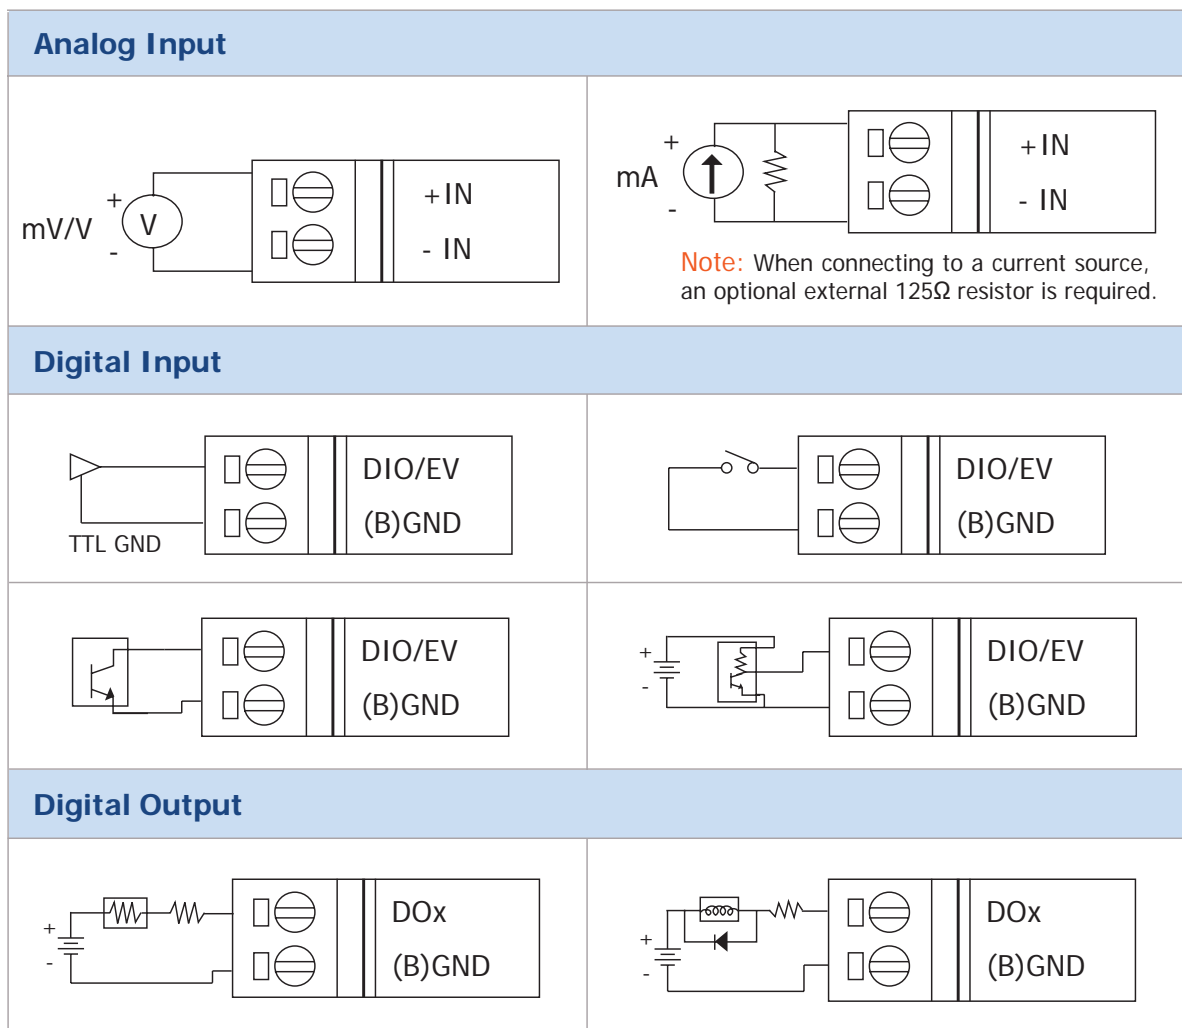 Analog Input
mV/V
+
V
-
+IN
- IN
mA
+
-
+IN
- IN
Note: When connecting to a current source,
an optional external 125Ω resistor is required.
Digital Input
TTL GND
DIO/EV
(B)GND
DIO/EV
(B)GND
DIO/EV
(B)GND
+
-
DIO/EV
(B)GND
Digital Output
+
-
DOx
(B)GND
+
-
DOx
(B)GND